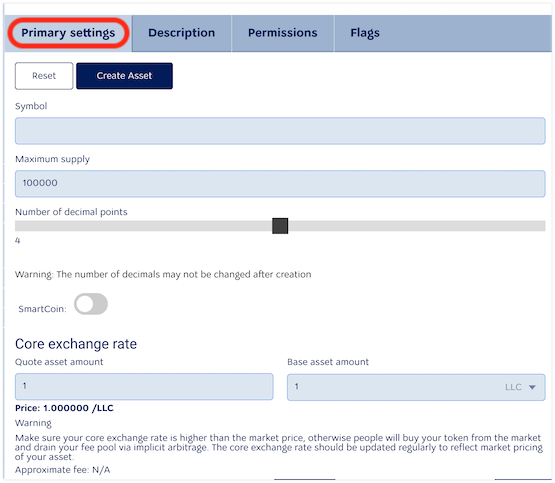 Primary settings Description Permissions Flags
Reset Create Asset
Symbol
Maximum supply
100000
Number of decimal points
4
Warning: The number of decimals may not be changed after creation
SmartCoin:
Core exchange rate
Quote asset amount Base asset amount
1 1 LLC
Price: 1.000000 /LLC
Warning
Make sure your core exchange rate is higher than the market price, otherwise people will buy your token from the market
and drain your fee pool via implicit arbitrage. The core exchange rate should be updated regularly to reflect market pricing
of your asset.
Approximate fee: N/A